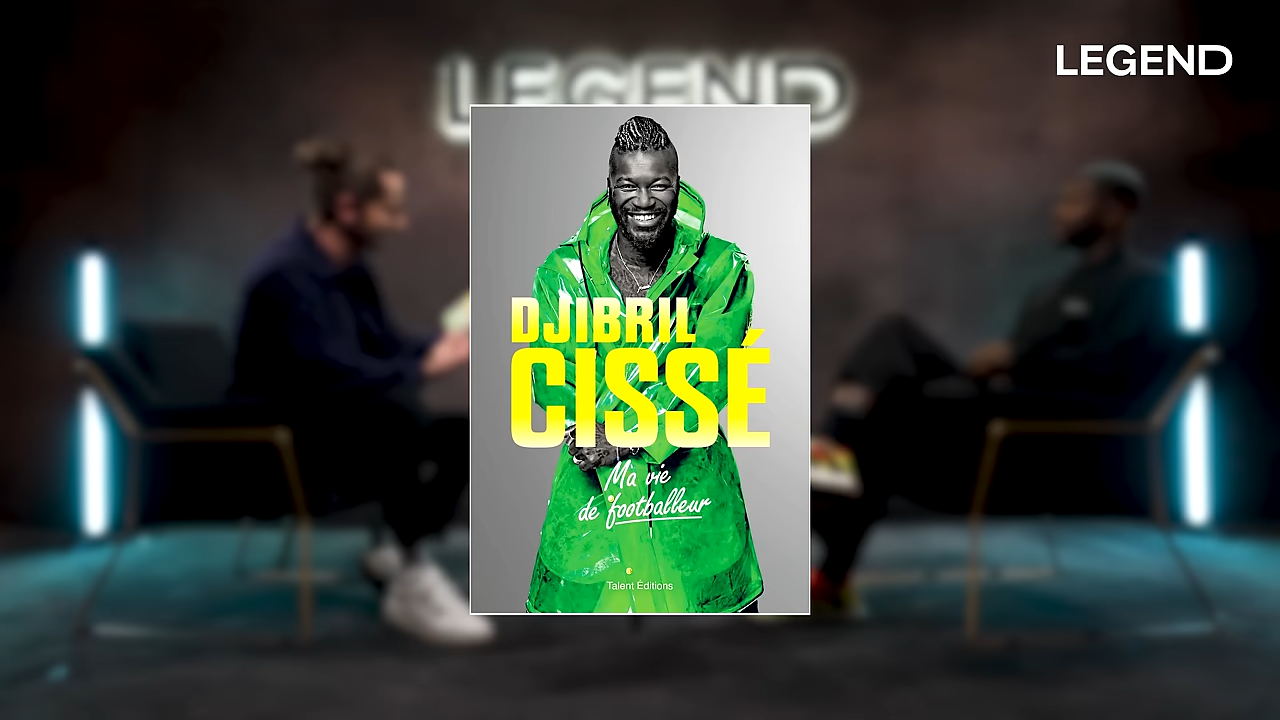 LEGEND
LEGEND
DJIBRIL
CISSÉ
Ma vie
de footballeur
Talent Éditions